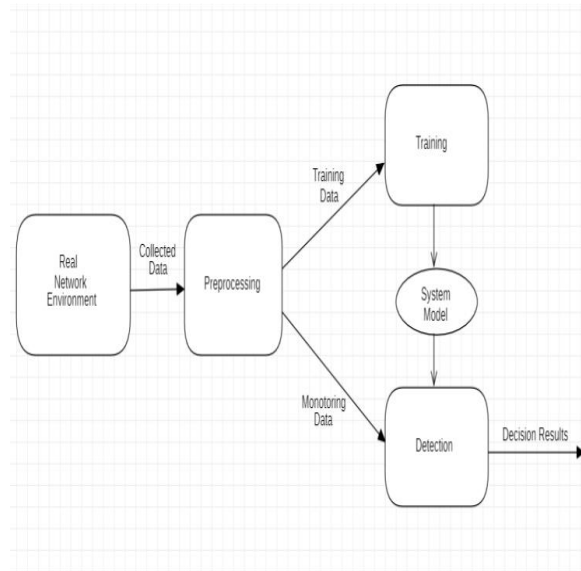 Real
Network
Environment
Collected
Data
Preprocessing
Training
Data
Training
System
Model
Monotoring
Data
Detection
Decision Results